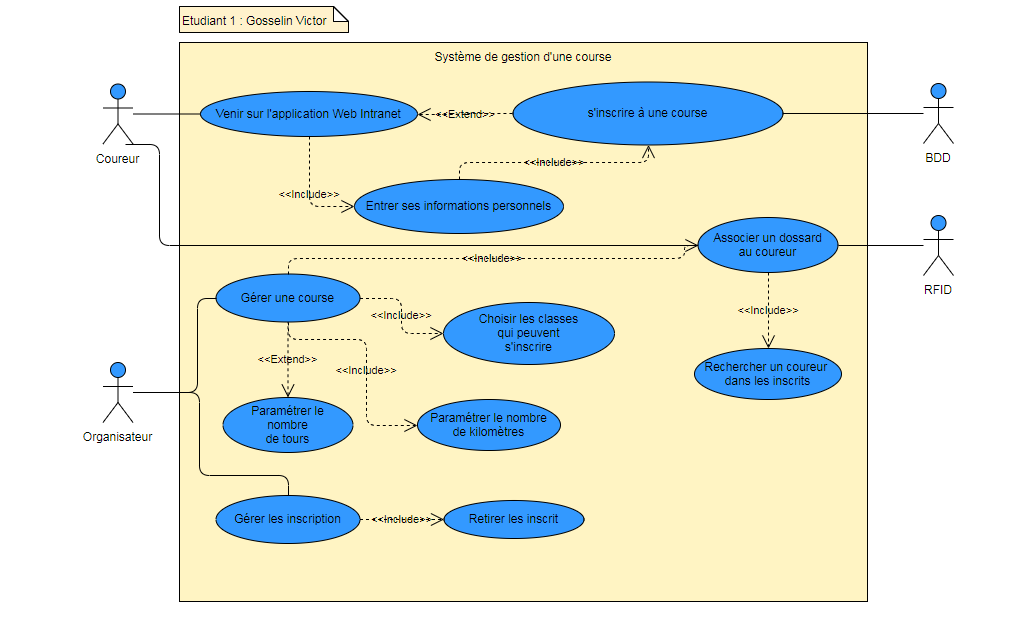 Etudiant 1 : Gosselin Victor
Système de gestion d'une course
Venir sur l'application Web Intranet
<<Extend>>
s'inscrire à une course
Coureur
BDD
<<Include>>
<<Include>>
Entrer ses informations personnels
Associer un dossard
au coureur
<<Include>>
RFID
Gérer une course
<<Include>>
Choisir les classes
qui peuvent
s'inscrire
<<Include>>
<<Extend>>
<<Include>>
Rechercher un coureur
dans les inscrits
Paramétrer le
nombre
de tours
Paramétrer le nombre
de kilomètres
Organisateur
Gérer les inscription
<<Include>>
Retirer les inscrit